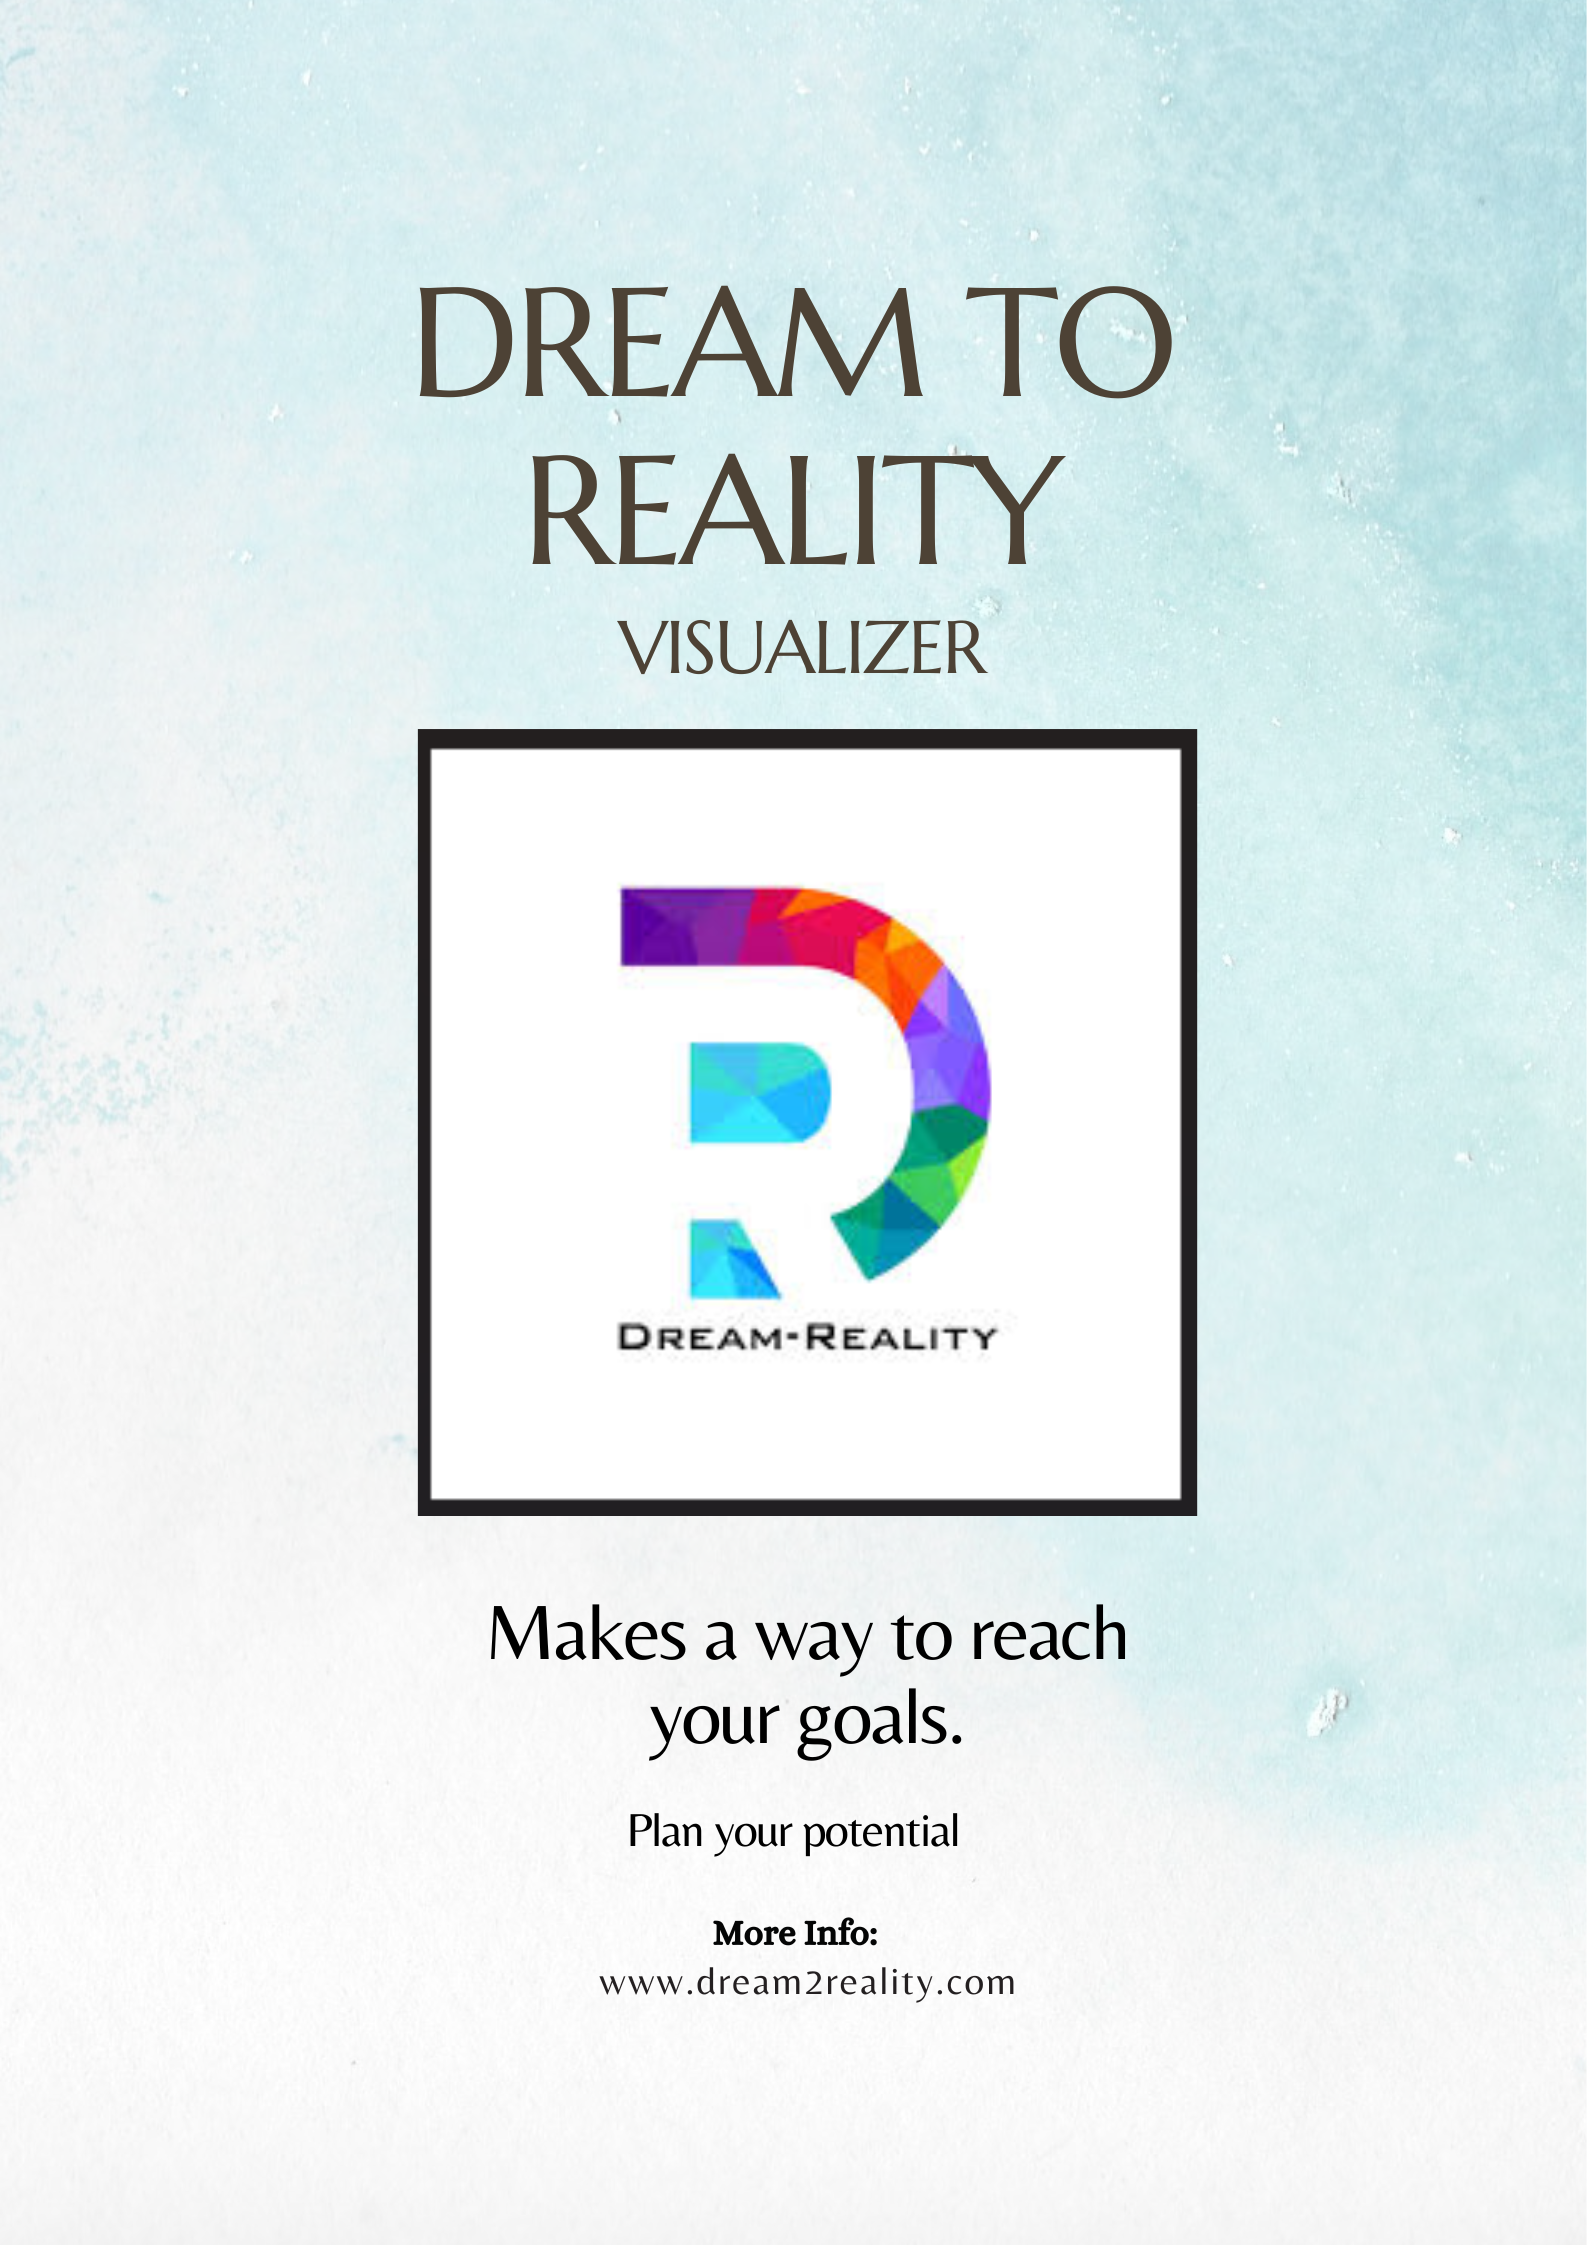 DREAM TO
REALITY
VISUALIZER
DREAM-REALITY
Makes a way to reach
your goals.
Plan your potential
More Info:
www.dream2reality.com